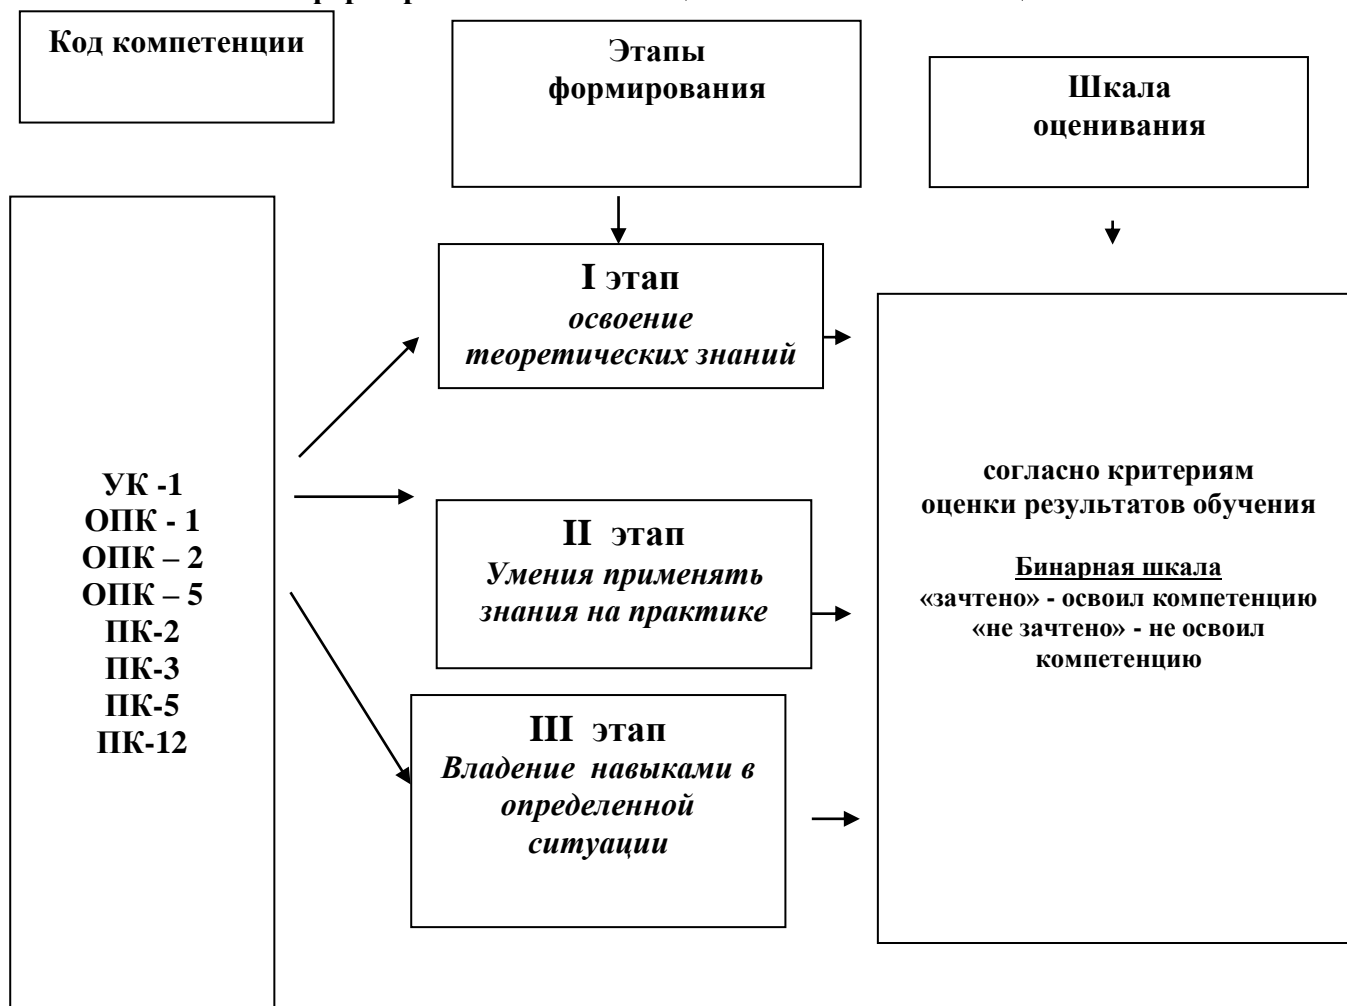 Код компетенции
Этапы
формирования
Шкала
оценивания
I этап
освоение
теоретических знаний
УК -1
ОПК - 1
ОПК – 2
ОПК – 5
ПК-2
ПК-3
ПК-5
ПК-12
II этап
Умения применять
знания на практике
III этап
Владение навыками в
определенной
ситуации
согласно критериям
оценки результатов обучения
Бинарная шкала
«зачтено» - освоил компетенцию
«не зачтено» - не освоил
компетенцию